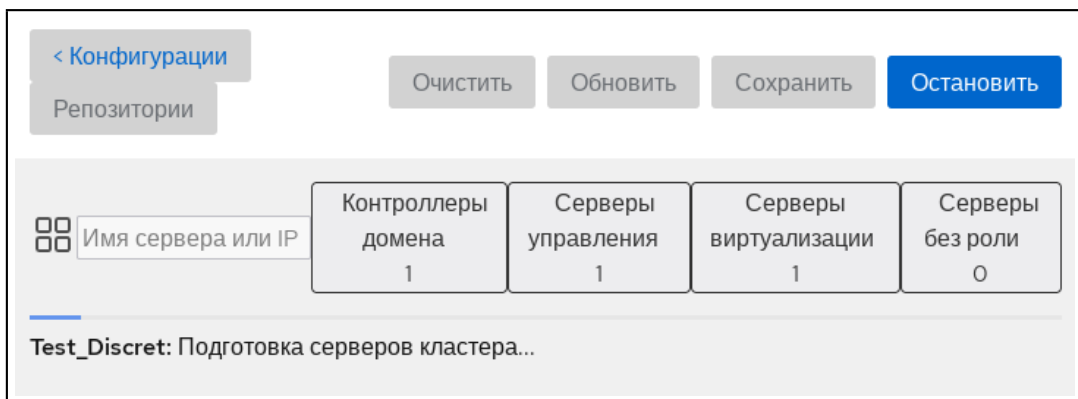 < Конфигурации
Репозитории
Очистить
Обновить
Сохранить
Остановить
Имя сервера или IP
Контроллеры
домена
1
Серверы
управления
1
Серверы
виртуализации
1
Серверы
без роли
0
Test_Discret: Подготовка серверов кластера...